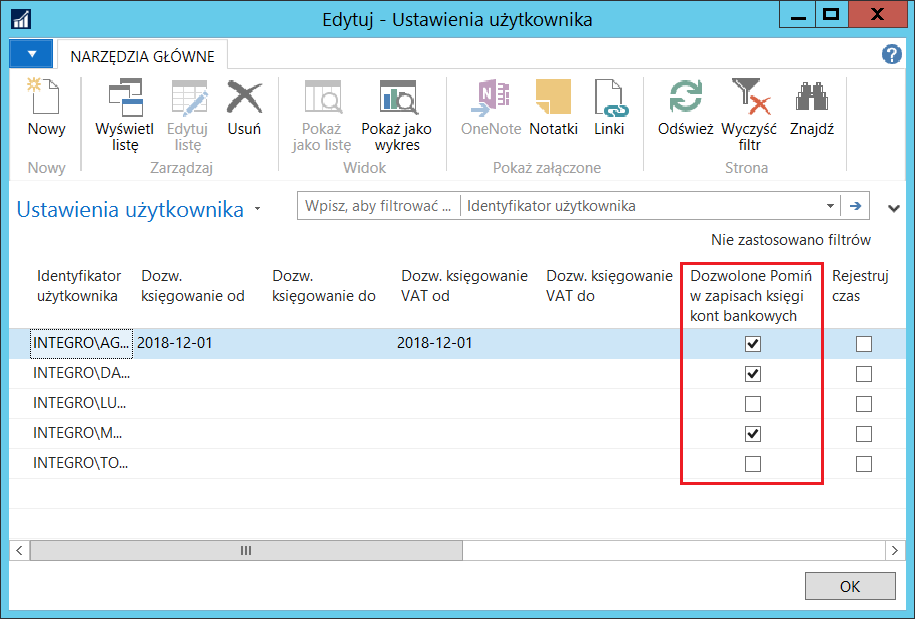 Edytuj - Ustawienia użytkownika
NARZĘDZIA GŁÓWNE
Nowy
Wyświetl listę
Edytuj listę
Usuń
Pokaż jako listę
Pokaż jako wykres
OneNote
Notatki
Linki
Odśwież
Wyczyść filtr
Znajdź
Nowy
Zarządzaj
Widok
Pokaż załączone
Strona
Ustawienia użytkownika
Wpisz, aby filtrować ...
Identyfikator użytkownika
Nie zastosowano filtrów
Identyfikator użytkownika
Dozw. księgowanie od
Dozw. księgowanie do
Dozw. księgowanie VAT od
Dozw. księgowanie VAT do
Dozwolone Pomiń w zapisach księgi kont bankowych
Rejestruj czas
INTEGRO\AG... 2018-12-01 2018-12-01
INTEGRO\DA...
INTEGRO\LU...
INTEGRO\M...
INTEGRO\TO...
OK